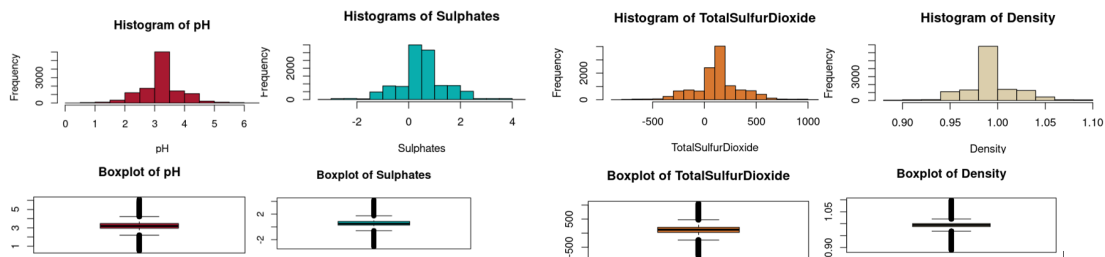 Histogram of pH
Frequency
0 3000
0 1 2 3 4 5 6
pH
Histograms of Sulphates
Frequency
0 2000
-2 0 2 4
Sulphates
Histogram of TotalSulfurDioxide
Frequency
0 2000
-500 0 500 1000
TotalSulfurDioxide
Histogram of Density
Frequency
0 3000
0.90 0.95 1.00 1.05 1.10
Density
Boxplot of pH
1 3 5
Boxplot of Sulphates
-2 2
Boxplot of TotalSulfurDioxide
-500 500
Boxplot of Density
0.90 1.05